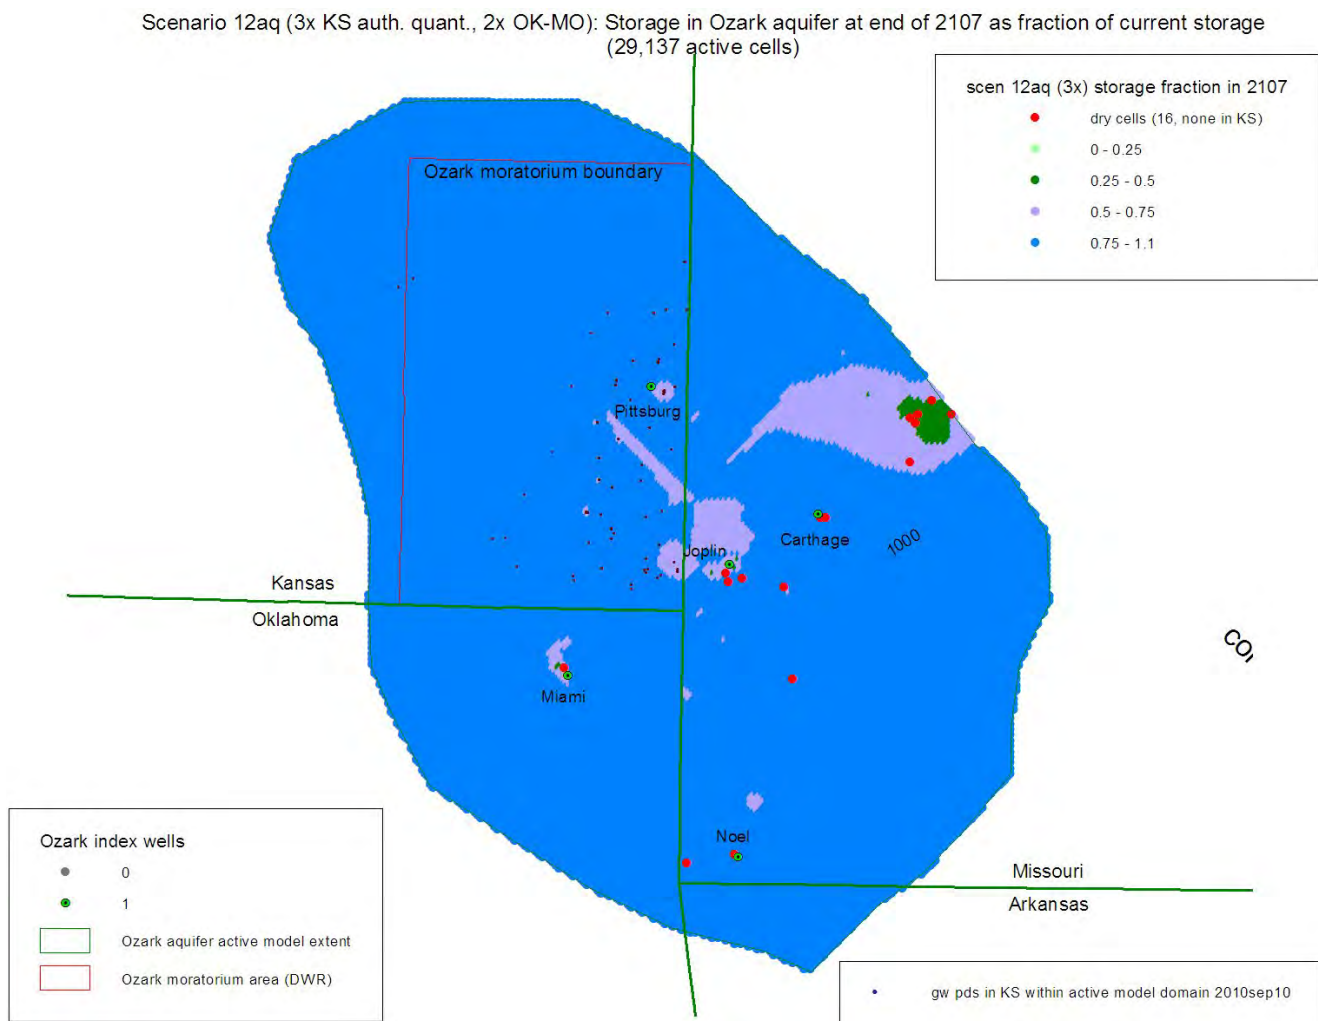 Scenario 12aq (3x KS auth. quant., 2x OK-MO): Storage in Ozark aquifer at end of 2107 as fraction of current storage
(29,137 active cells)
scen 12aq (3x) storage fraction in 2107
dry cells (16, none in KS)
0 - 0.25
0.25 - 0.5
0.5 - 0.75
0.75 - 1.1
Ozark moratorium boundary
Pittsburg
Joplin
Carthage
1000
Kansas
Oklahoma
Miami
Noel
Missouri
Arkansas
Ozark index wells
0
1
Ozark aquifer active model extent
Ozark moratorium area (DWR)
gw pds in KS within active model domain 2010sep10